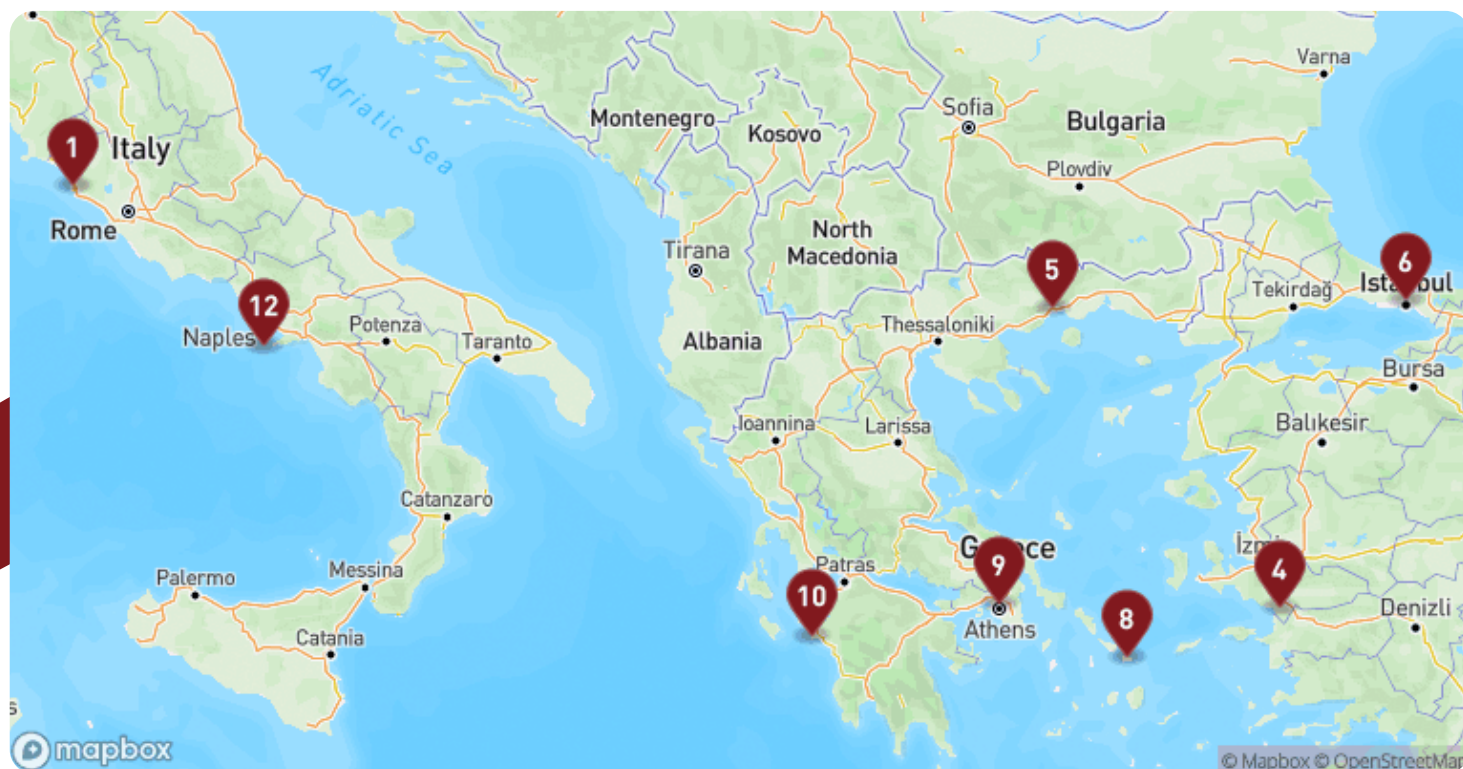 Varna
Adriatic Sea
Sofia
Montenegro
Bulgaria
Kosovo
1
Italy
Plovdiv
Rome
North
Macedonia
Tirana
5
6
Istanbul
Tekirdağ
12
Naples
Potenza
Taranto
Albania
Thessaloniki
Bursa
Ioannina
Larissa
Balıkesir
Catanzaro
Palermo
Messina
Patras
10
9
Athens
8
4
Denizli
Catania
mapbox
© Mapbox © OpenStreetMap